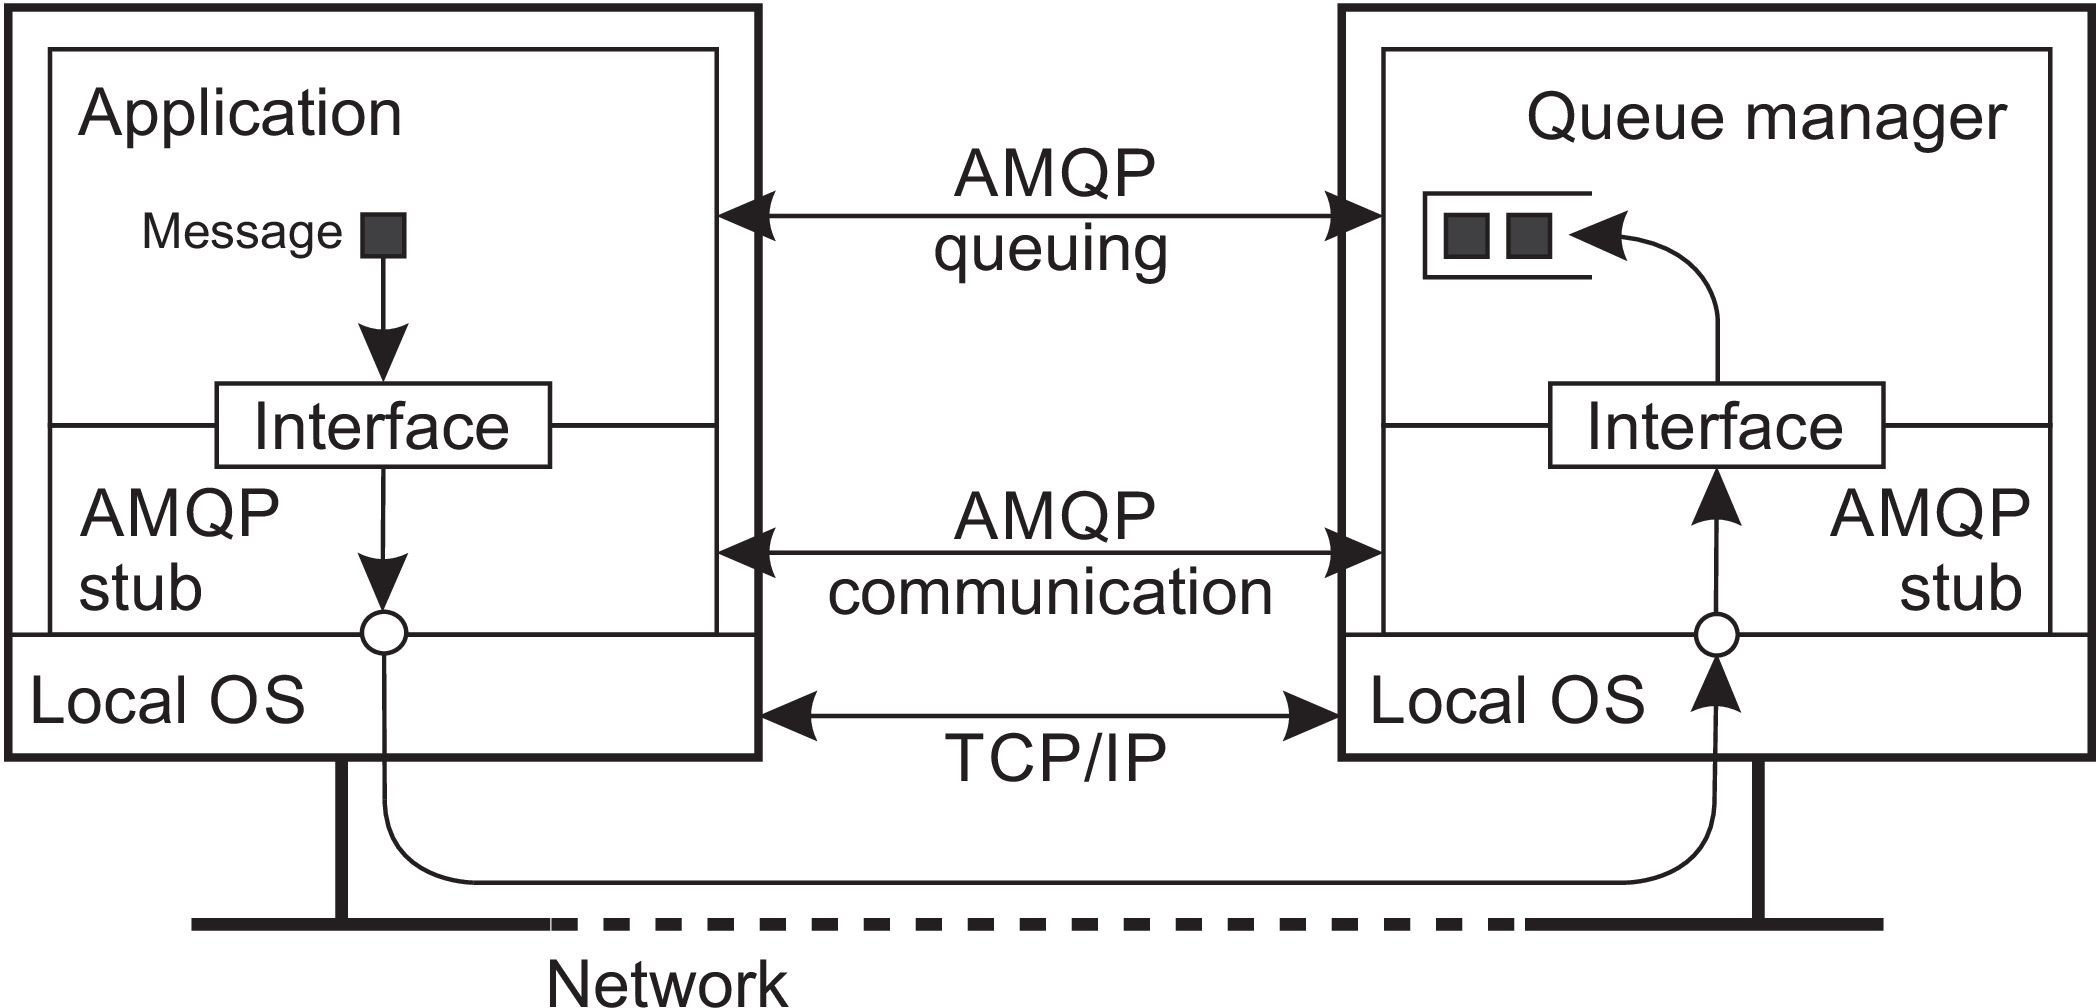 Application
Message
Interface
AMQP
stub
Local OS
AMQP
queuing
AMQP
communication
TCP/IP
Queue manager
Interface
AMQP
stub
Local OS
Network